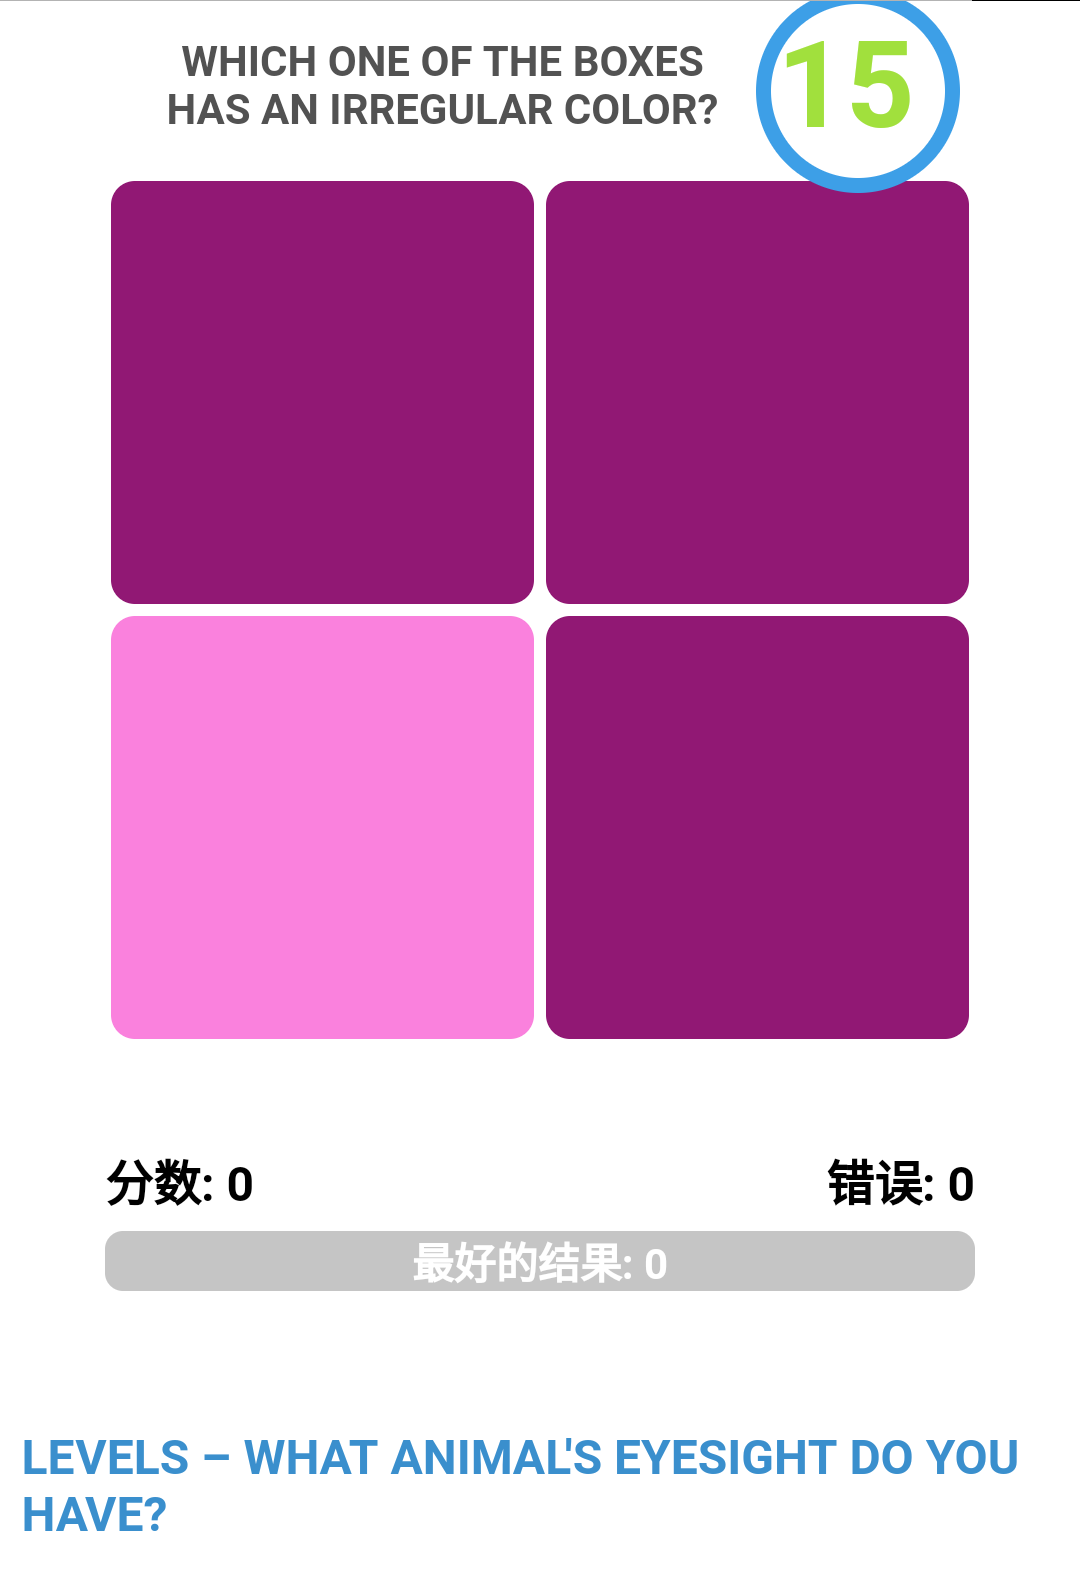 WHICH ONE OF THE BOXES
HAS AN IRREGULAR COLOR?
15
分数: 0
错误: 0
最好的结果: 0
LEVELS – WHAT ANIMAL'S EYESIGHT DO YOU
HAVE?